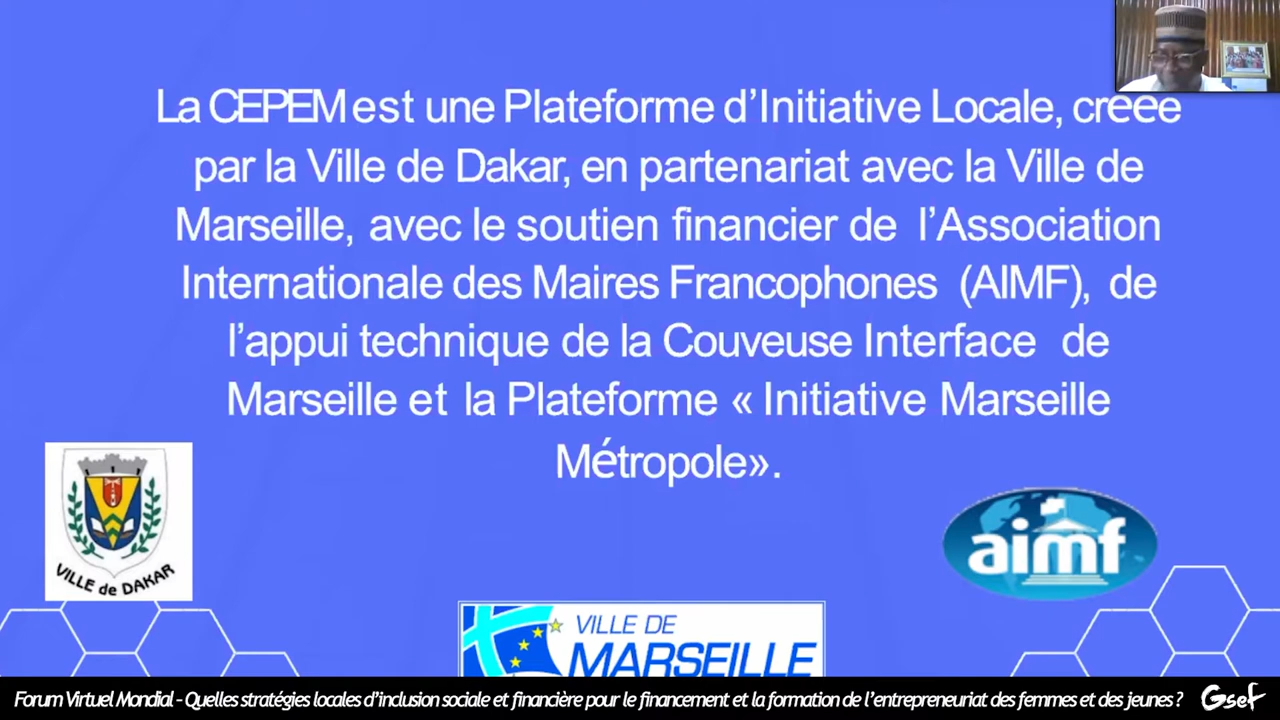 La CEPEM est une Plateforme d’Initiative Locale, créée
par la Ville de Dakar, en partenariat avec la Ville de
Marseille, avec le soutien financier de l’Association
Internationale des Maires Francophones (AIMF), de
l’appui technique de la Couveuse Interface de
Marseille et la Plateforme « Initiative Marseille
Métropole».
VILLE de DAKAR
aimf
VILLE DE
MARSEILLE
Forum Virtuel Mondial - Quelles stratégies locales d’inclusion sociale et financière pour le financement et la formation de l’entrepreneuriat des femmes et des jeunes ?
Gsef